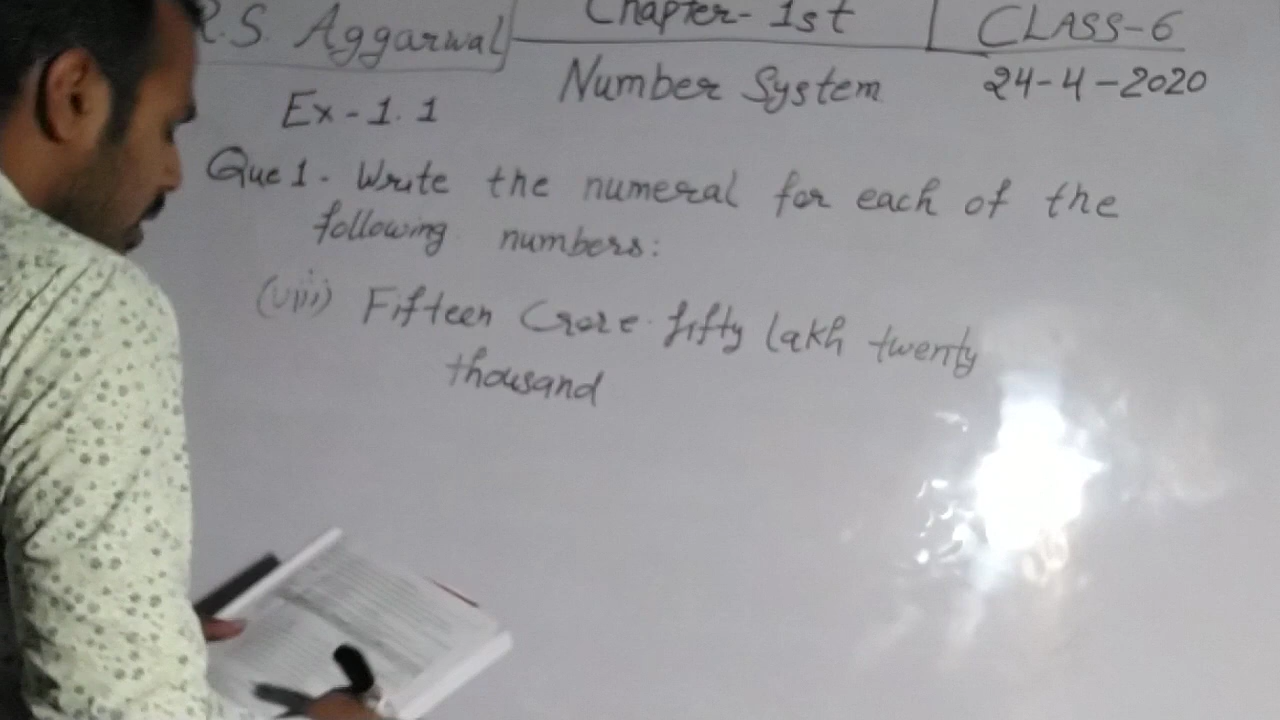 R.S. Aggarwal
Chapter- 1st
CLASS-6
Number System
24-4-2020
Ex-1.1
Que 1. Write the numeral for each of the
following numbers:
(viii) Fifteen Crore fifty lakh twenty
thousand